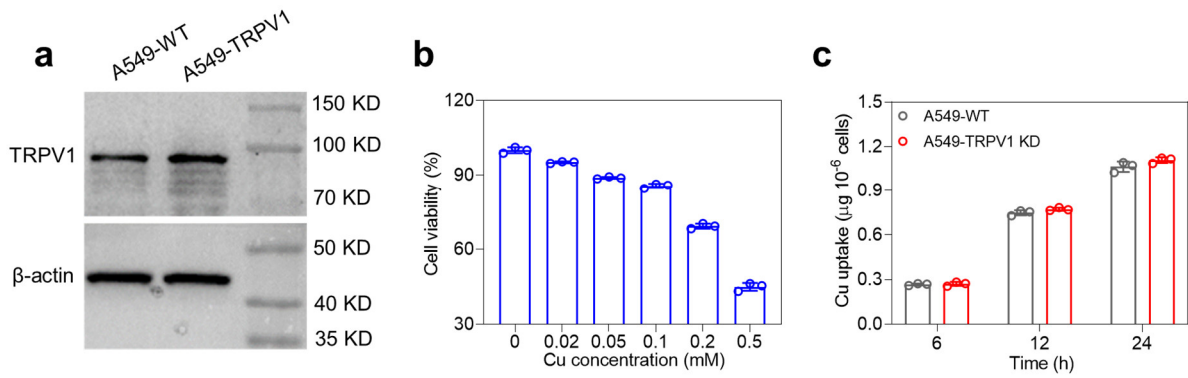 a
A549-WT
A549-TRPV1
TRPV1
150 KD
100 KD
70 KD
β-actin
50 KD
40 KD
35 KD
b
Cell viability (%)
120
90
60
30
0 0.02 0.05 0.1 0.2 0.5
Cu concentration (mM)
c
Cu uptake (μg 10⁻⁶ cells)
1.5
1.2
0.9
0.6
0.3
0.0
A549-WT
A549-TRPV1 KD
6 12 24
Time (h)